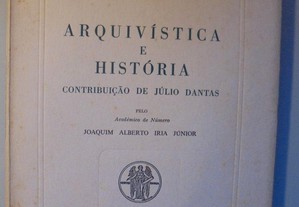 ARQUIVÍSTICA
E
HISTÓRIA
CONTRIBUIÇÃO DE JÚLIO DANTAS
PELO
Académico de Número
JOAQUIM ALBERTO IRIA JÚNIOR